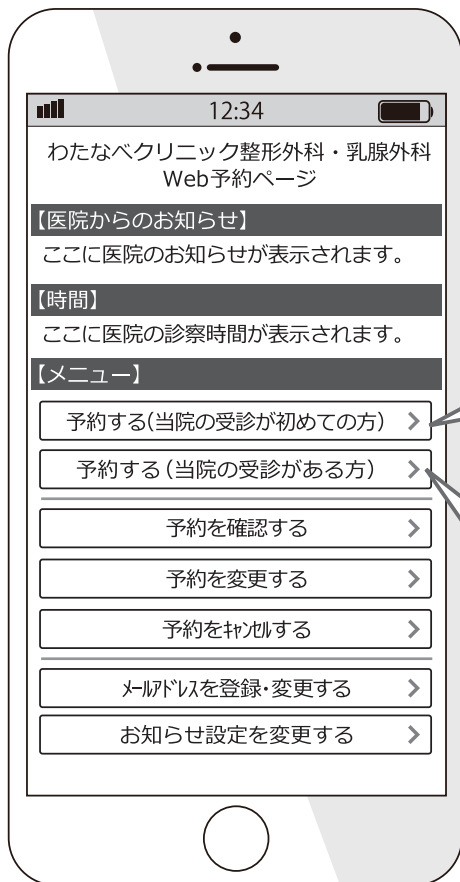 12:34
わたなべクリニック整形外科・乳腺外科
Web予約ページ
【医院からのお知らせ】
ここに医院のお知らせが表示されます。
【時間】
ここに医院の診察時間が表示されます。
【メニュー】
予約する(当院の受診が初めての方)
予約する(当院の受診がある方)
予約を確認する
予約を変更する
予約をｷｬﾝｾﾙする
ﾒｰﾙｱﾄﾞﾚｽを登録・変更する
お知らせ設定を変更する